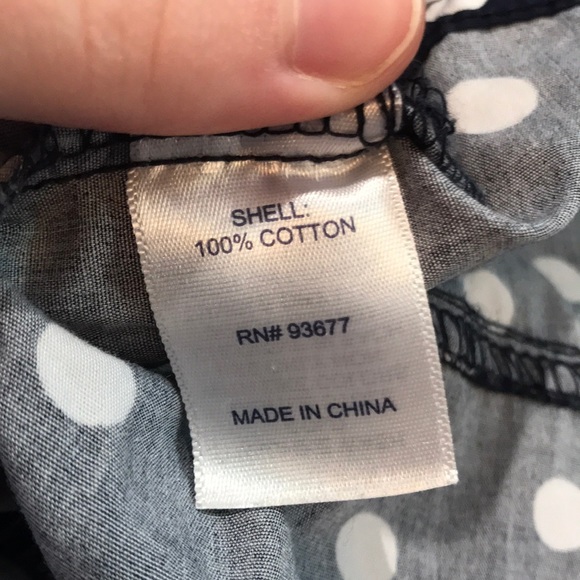 SHELL:
100% COTTON
RN# 93677
MADE IN CHINA